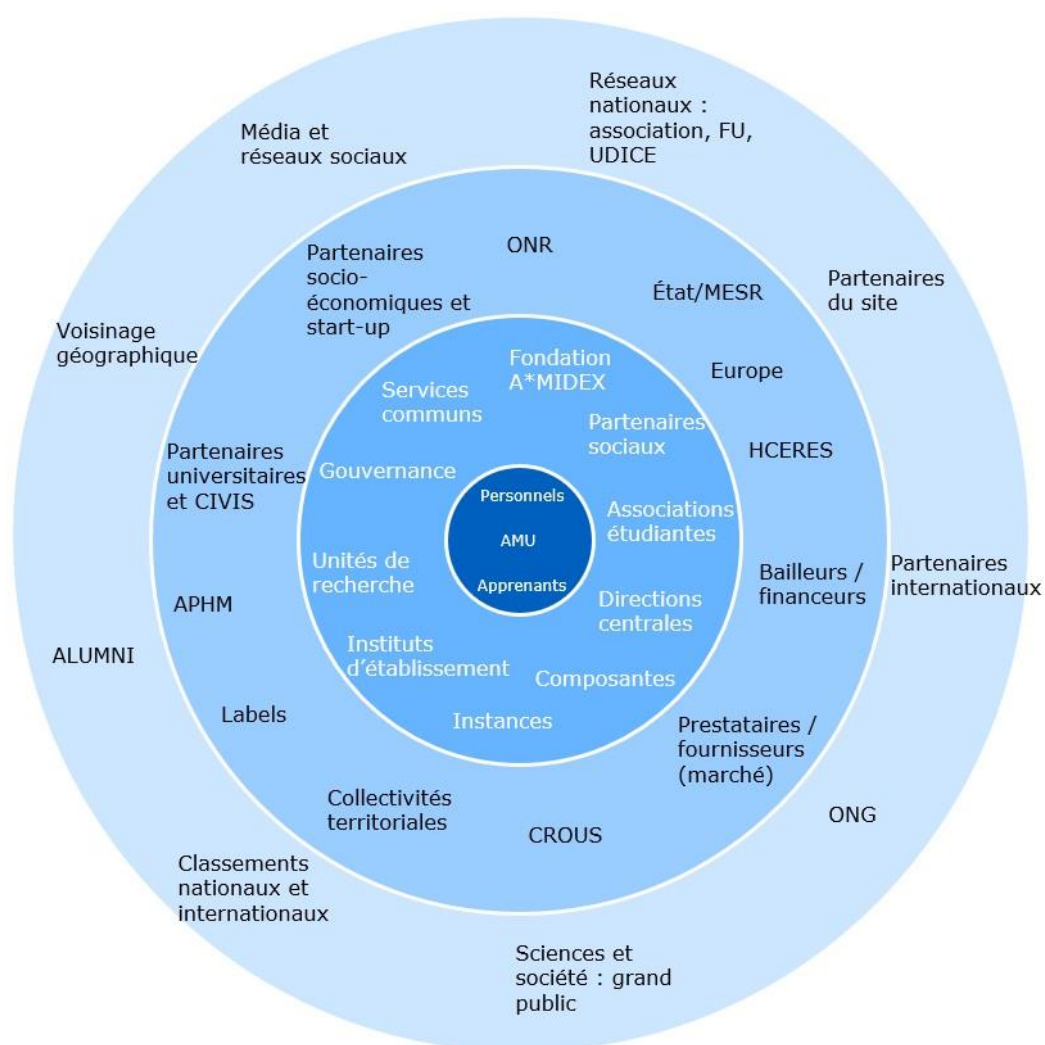 Réseaux
nationaux :
association, FU,
UDICE
Média et
réseaux sociaux
ONR
Partenaires
socio-
économiques et
start-up
État/MESR
Partenaires
du site
Voisinage
géographique
Fondation
A*MIDEX
Europe
Services
communs
Partenaires
sociaux
HCERES
Partenaires
universitaires
et CIVIS
Gouvernance
Personnels
AMU
Apprenants
Associations
étudiantes
Unités de
recherche
Bailleurs /
financeurs
Partenaires
internationaux
APHM
Directions
centrales
ALUMNI
Instituts
d’établissement
Composantes
Labels
Instances
Prestataires /
fournisseurs
(marché)
Collectivités
territoriales
CROUS
ONG
Classements
nationaux et
internationaux
Sciences et
société : grand
public